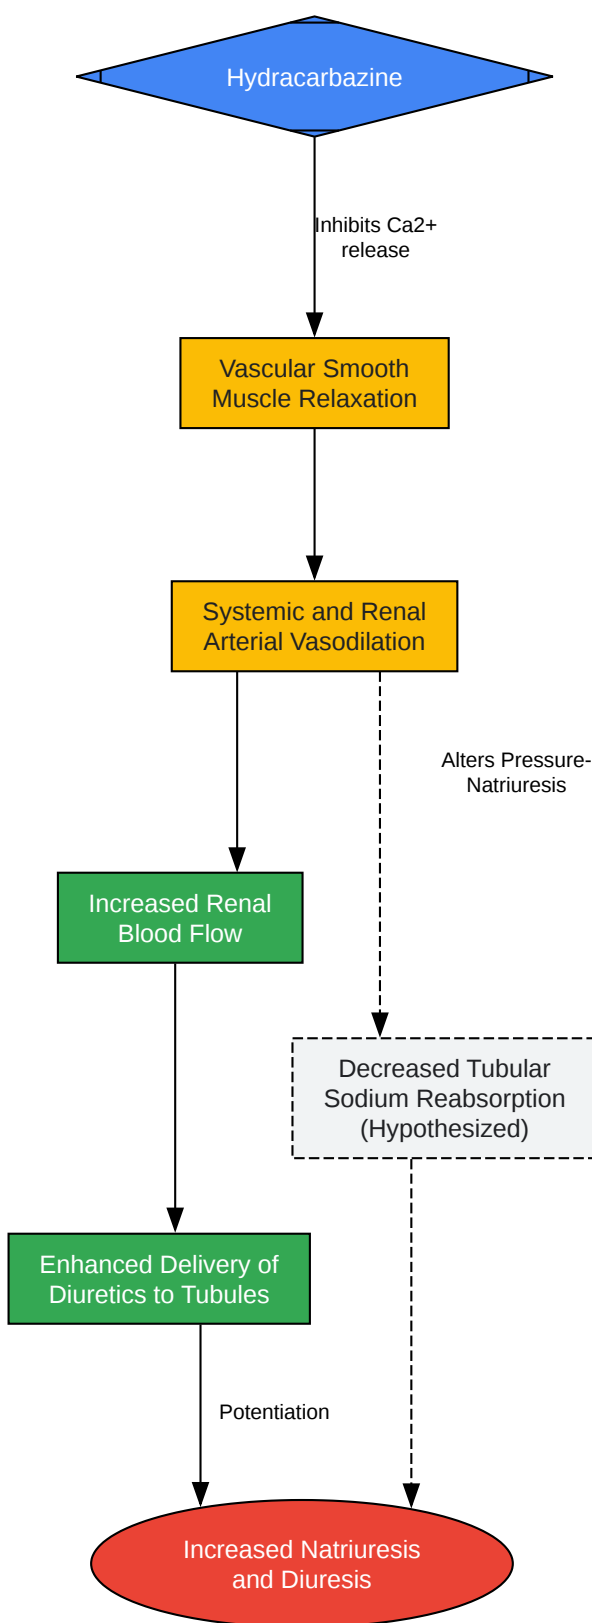 Hydracarbazine
Inhibits Ca2+
release
Vascular Smooth
Muscle Relaxation
Systemic and Renal
Arterial Vasodilation
Alters Pressure-
Natriuresis
Increased Renal
Blood Flow
Decreased Tubular
Sodium Reabsorption
(Hypothesized)
Enhanced Delivery of
Diuretics to Tubules
Potentiation
Increased Natriuresis
and Diuresis